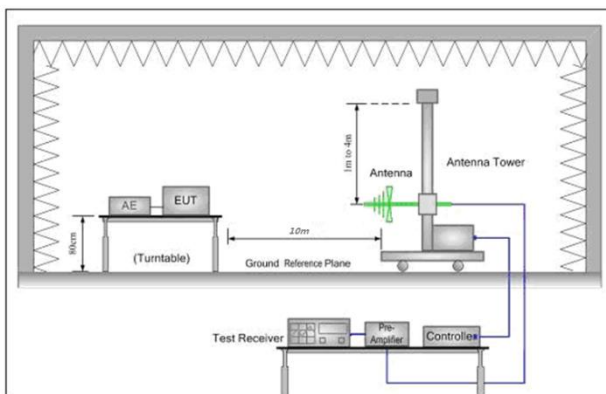 1m to 4m
Antenna
Antenna Tower
AE
EUT
80cm
(Turntable)
10m
Ground Reference Plane
Test Receiver
Pre-
Amplifier
Controller